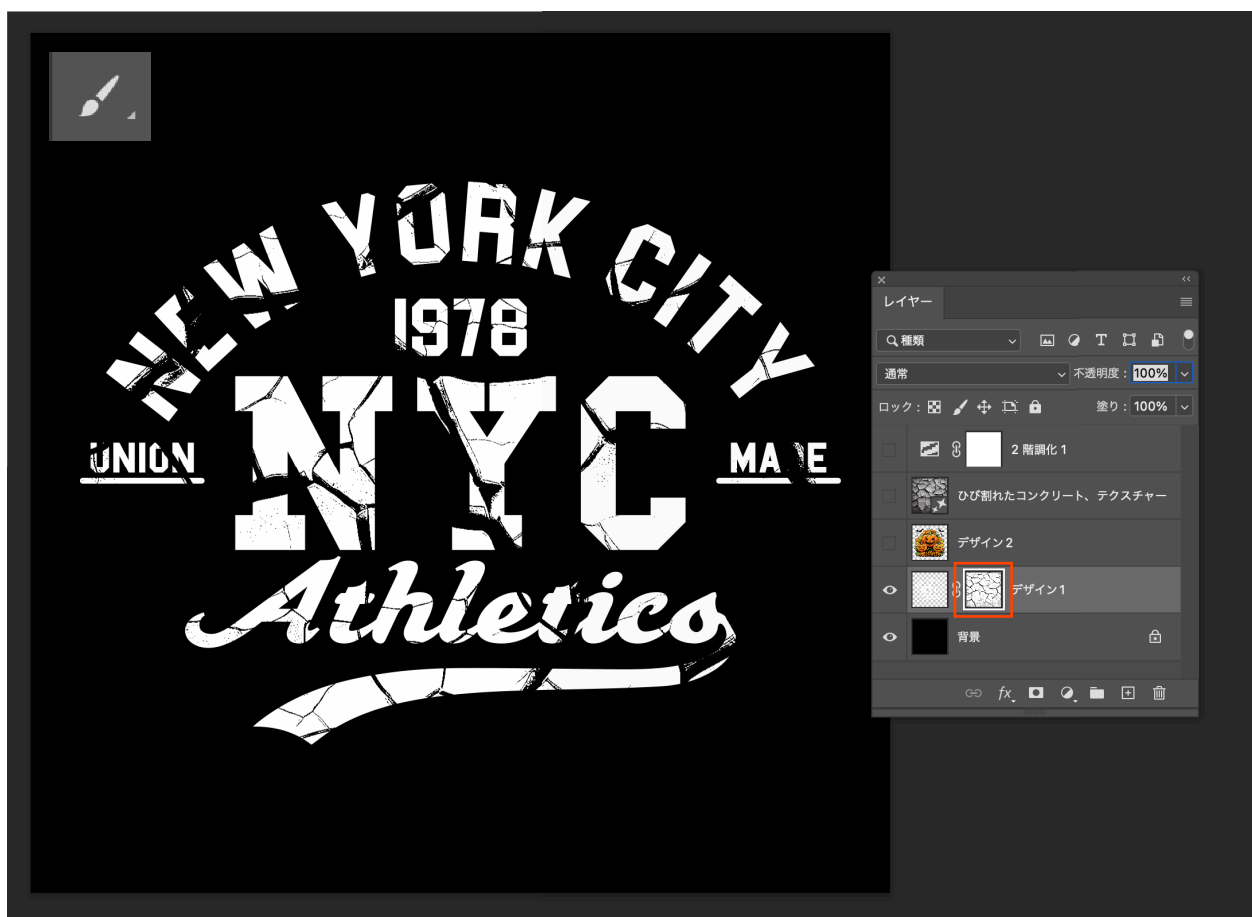 NEW YORK CITY
1978
NYC
UNION
MADE
Athletics
レイヤー
種類
通常
不透明度：100%
ロック：
塗り：100%
2 階調化 1
ひび割れたコンクリート、テクスチャー
デザイン 2
デザイン 1
背景
fx